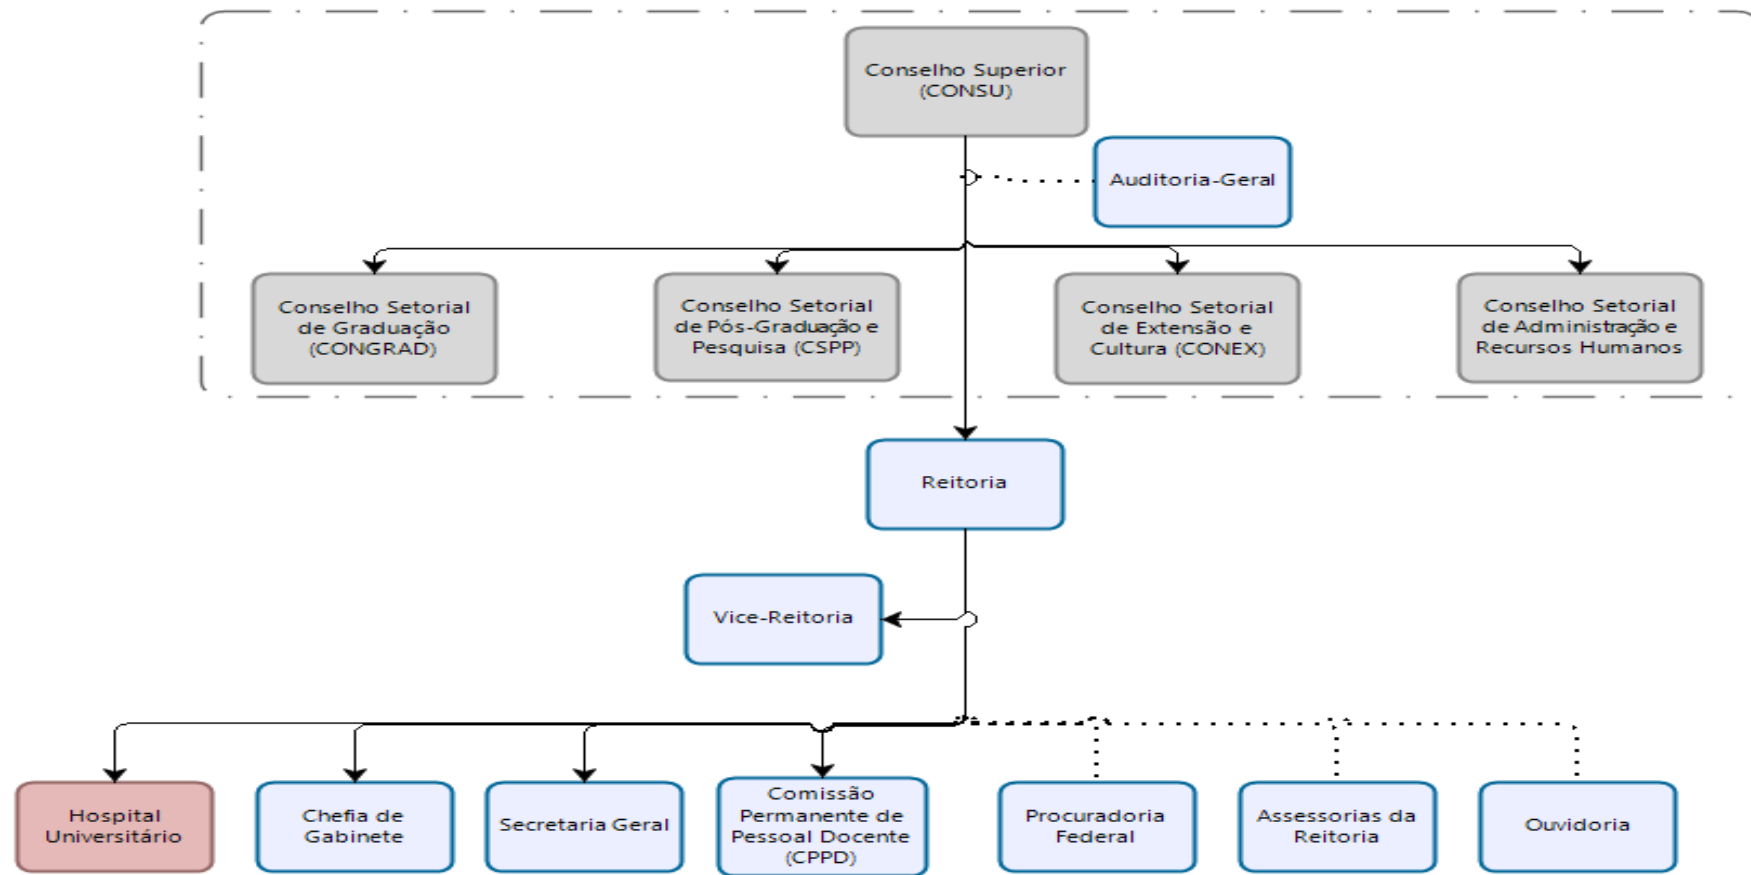 Conselho Superior
(CONSU)
Auditoria-Geral
Conselho Setorial
de Graduação
(CONGRAD)
Conselho Setorial
de Pós-Graduação e
Pesquisa (CSPP)
Conselho Setorial
de Extensão e
Cultura (CONEX)
Conselho Setorial
de Administração e
Recursos Humanos
Reitoria
Vice-Reitoria
Hospital
Universitário
Chefia de
Gabinete
Secretaria Geral
Comissão
Permanente de
Pessoal Docente
(CPPD)
Procuradoria
Federal
Assessorias da
Reitoria
Ouvidoria